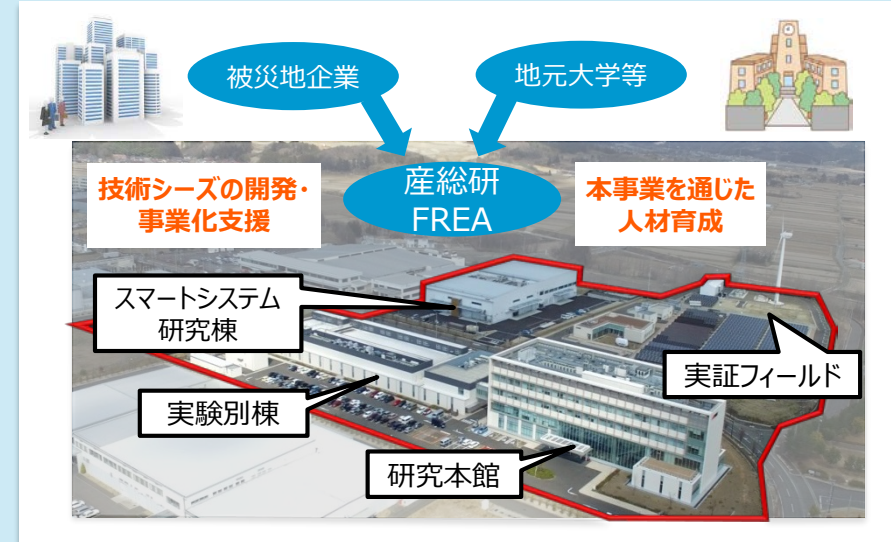 被災地企業
地元大学等
産総研
FREA
技術シーズの開発・
事業化支援
本事業を通じた
人材育成
スマートシステム
研究棟
実証フィールド
実験別棟
研究本館